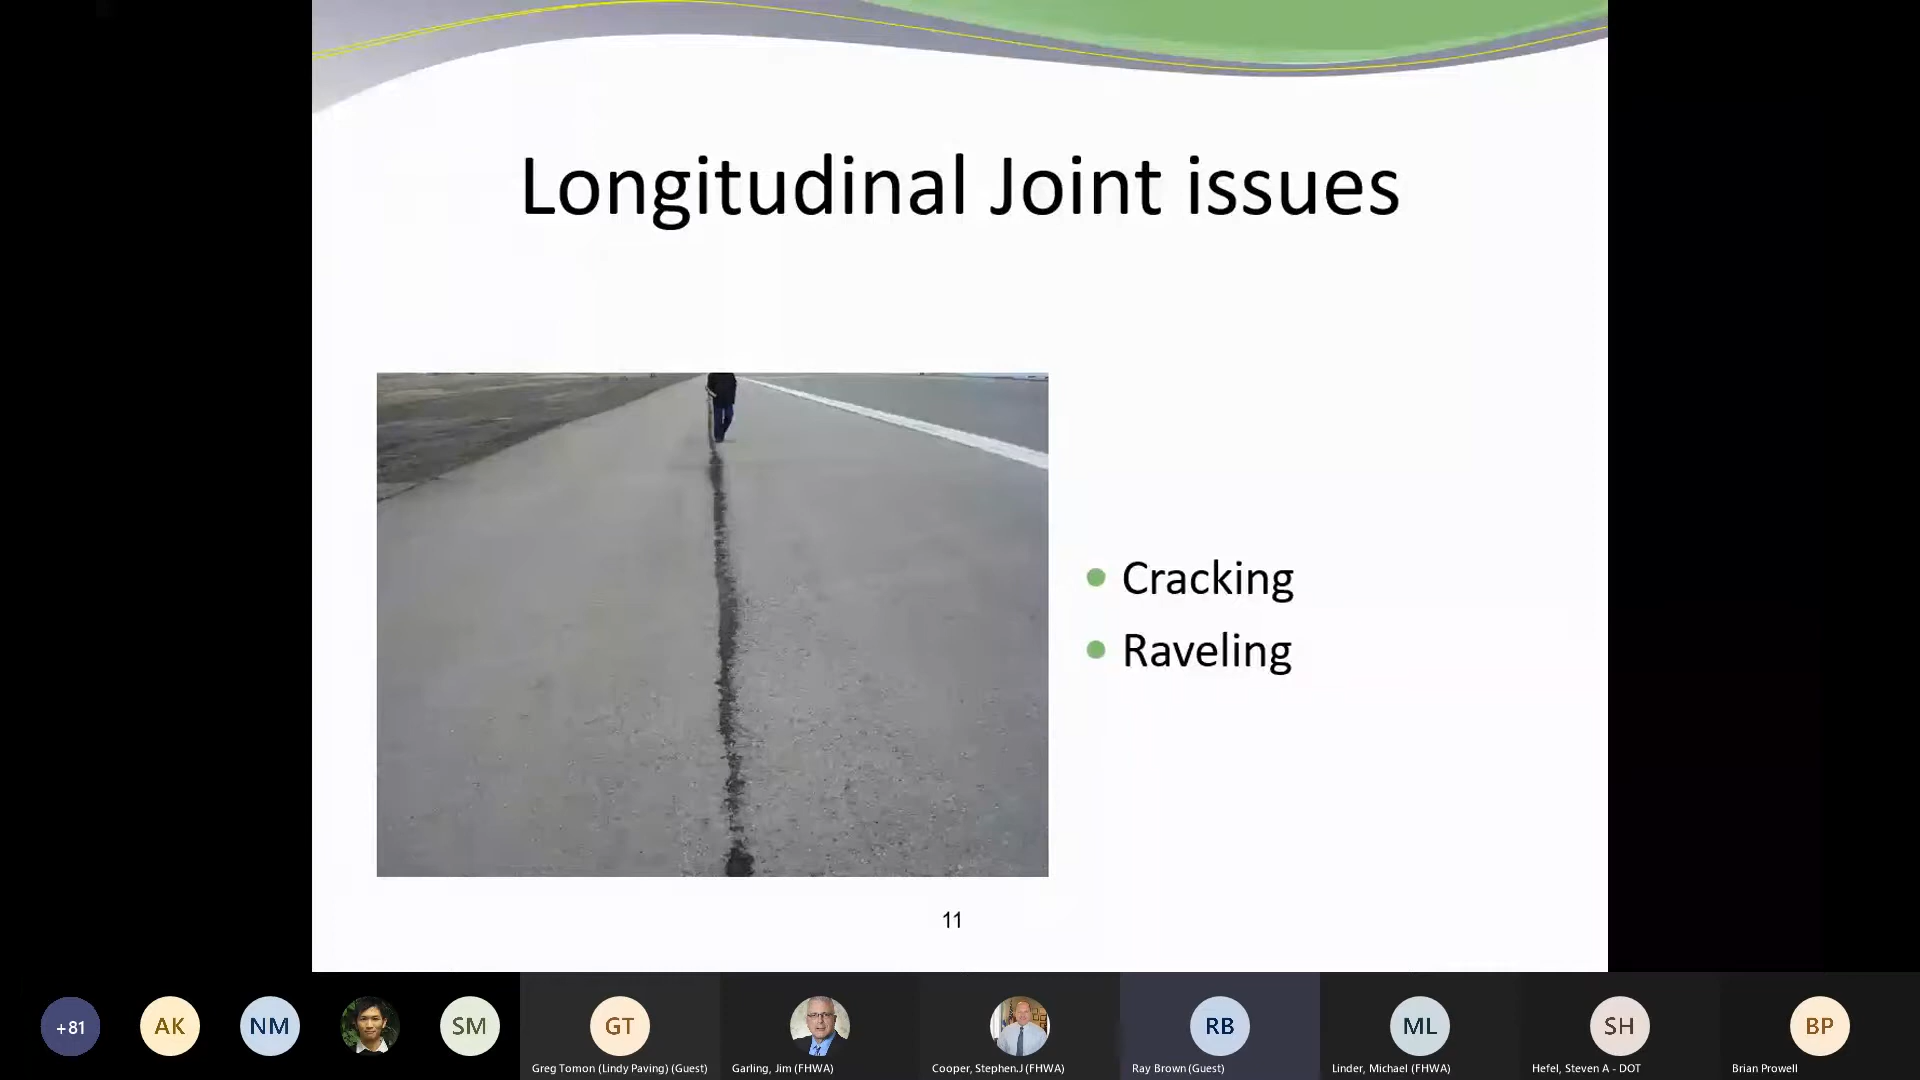 Longitudinal Joint issues
Cracking
Raveling
11
+81
AK
NM
SM
GT
RB
ML
SH
BP
Greg Tomon (Lindy Paving) (Guest)
Garling, Jim (FHWA)
Cooper, Stephen.J (FHWA)
Ray Brown (Guest)
Linder, Michael (FHWA)
Hefel, Steven A - DOT
Brian Prowell